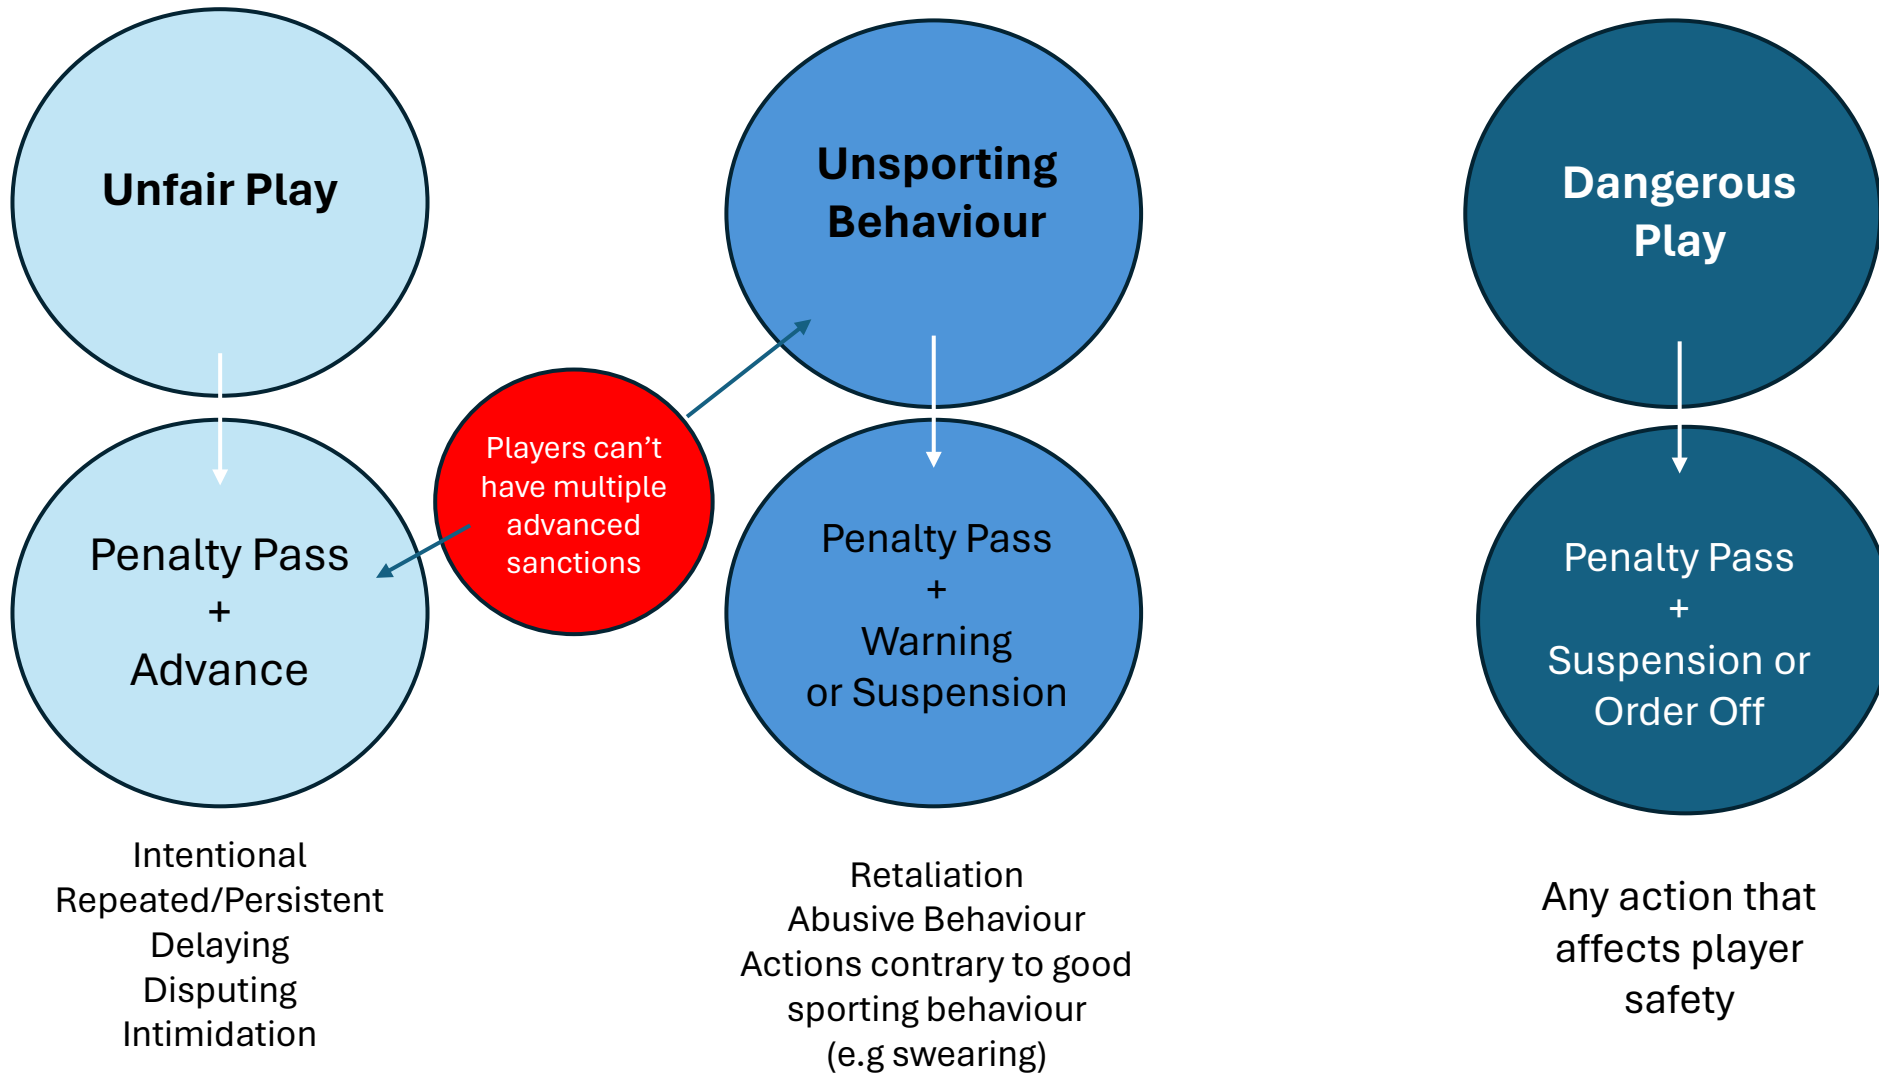 Unfair Play
Penalty Pass
+
Advance
Intentional
Repeated/Persistent
Delaying
Disputing
Intimidation
Players can’t
have multiple
advanced
sanctions
Unsporting
Behaviour
Penalty Pass
+
Warning
or Suspension
Retaliation
Abusive Behaviour
Actions contrary to good
sporting behaviour
(e.g swearing)
Dangerous
Play
Penalty Pass
+
Suspension or
Order Off
Any action that
affects player
safety